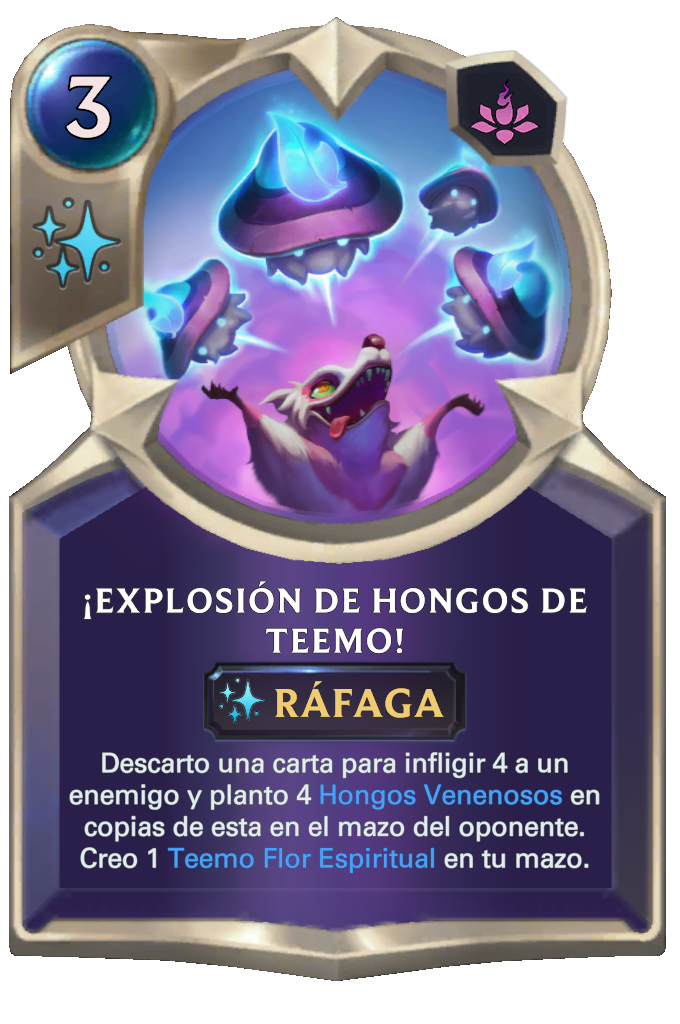 3
¡EXPLOSIÓN DE HONGOS DE
TEEMO!
RÁFAGA
Descarto una carta para infligir 4 a un
enemigo y planto 4 Hongos Venenosos en
copias de esta en el mazo del oponente.
Creo 1 Teemo Flor Espiritual en tu mazo.